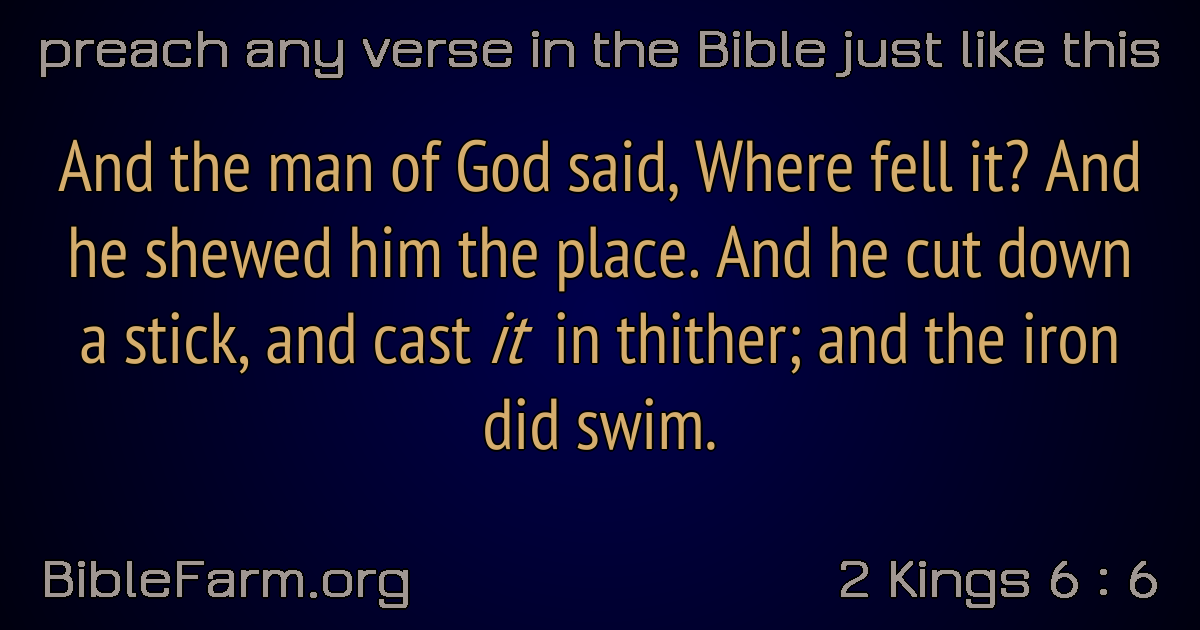 preach any verse in the Bible just like this
And the man of God said, Where fell it? And
he shewed him the place. And he cut down
a stick, and cast it in thither; and the iron
did swim.
BibleFarm.org
2 Kings 6 : 6